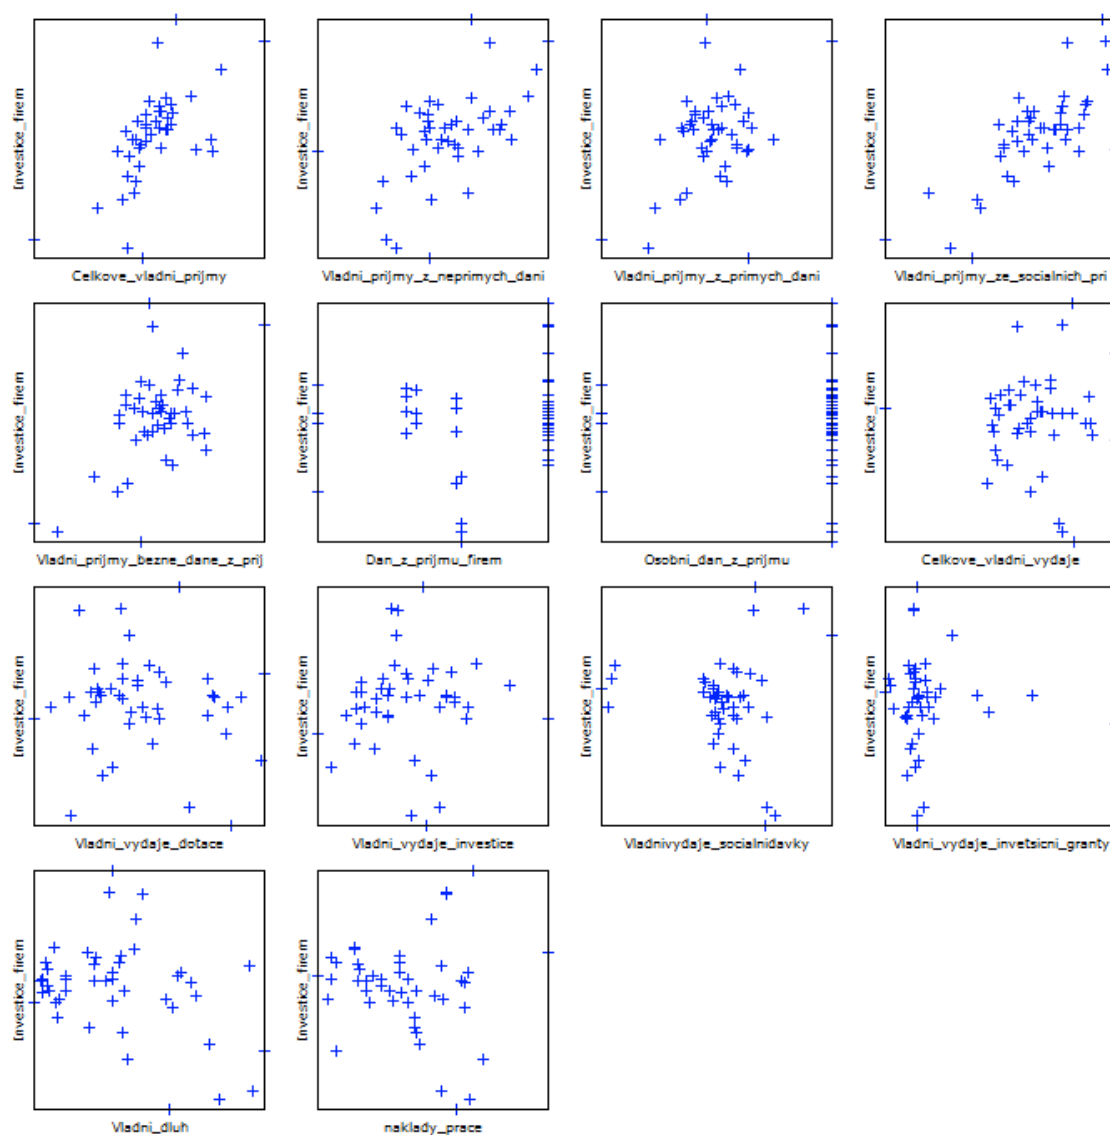 Investice_firem
Celkove_vladni_prijmy
Investice_firem
Vladni_prijmy_z_neprimych_dani
Investice_firem
Vladni_prijmy_z_primych_dani
Investice_firem
Vladni_prijmy_ze_socialnich_pri
Investice_firem
Vladni_prijmy_bezne_dane_z_prij
Investice_firem
Dan_z_prijmu_firem
Investice_firem
Osobni_dan_z_prijmu
Investice_firem
Celkove_vladni_vydaje
Investice_firem
Vladni_vydaje_dotace
Investice_firem
Vladni_vydaje_investice
Investice_firem
Vladnivydaje_socialnidavky
Investice_firem
Vladni_vydaje_invetsicni_granty
Investice_firem
Vladni_dluh
Investice_firem
naklady_prace